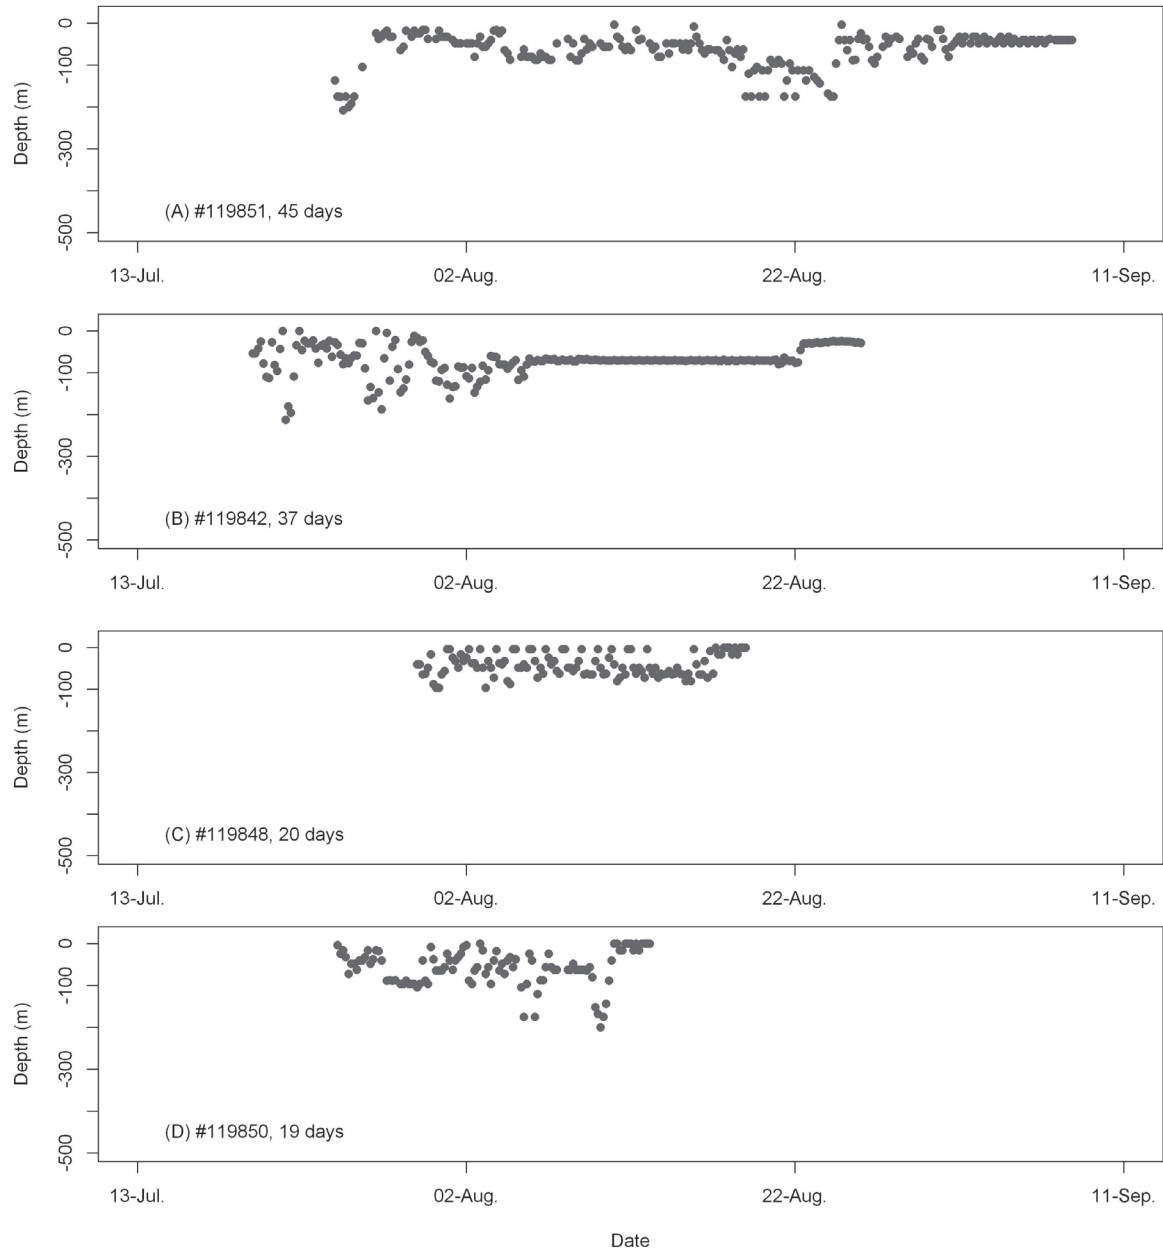 0
-100
-300
-500
Depth (m)
(A) #119851, 45 days
13-Jul. 02-Aug. 22-Aug. 11-Sep.
0
-100
-300
-500
Depth (m)
(B) #119842, 37 days
13-Jul. 02-Aug. 22-Aug. 11-Sep.
0
-100
-300
-500
Depth (m)
(C) #119848, 20 days
13-Jul. 02-Aug. 22-Aug. 11-Sep.
0
-100
-300
-500
Depth (m)
(D) #119850, 19 days
13-Jul. 02-Aug. 22-Aug. 11-Sep.
Date